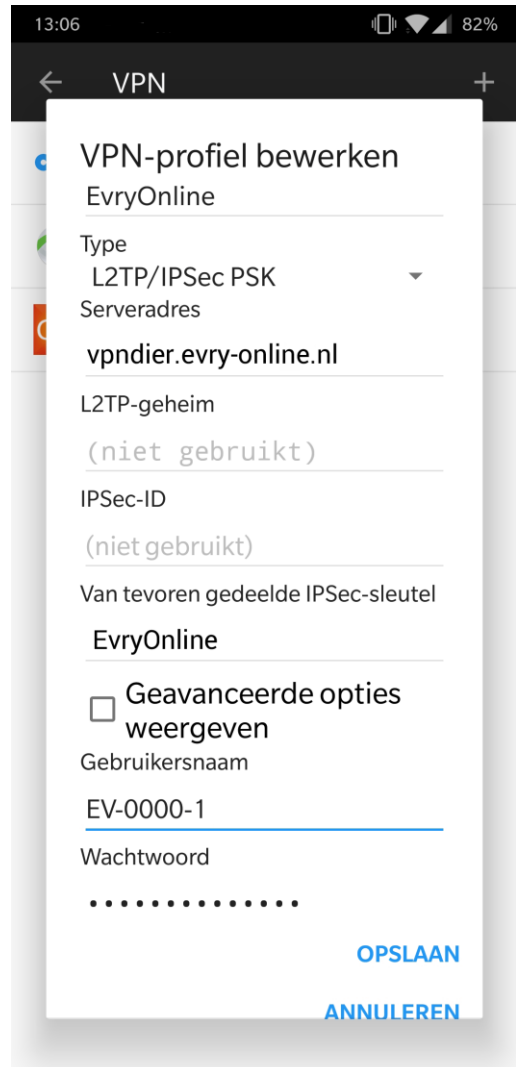 13:06
82%
VPN
VPN-profiel bewerken
EvryOnline
Type
L2TP/IPSec PSK
Serveradres
vpndier.evry-online.nl
L2TP-geheim
(niet gebruikt)
IPSec-ID
(niet gebruikt)
Van tevoren gedeelde IPSec-sleutel
EvryOnline
Geavanceerde opties
weergeven
Gebruikersnaam
EV-0000-1
Wachtwoord
••••••••••••••
OPSLAAN
ANNULEREN